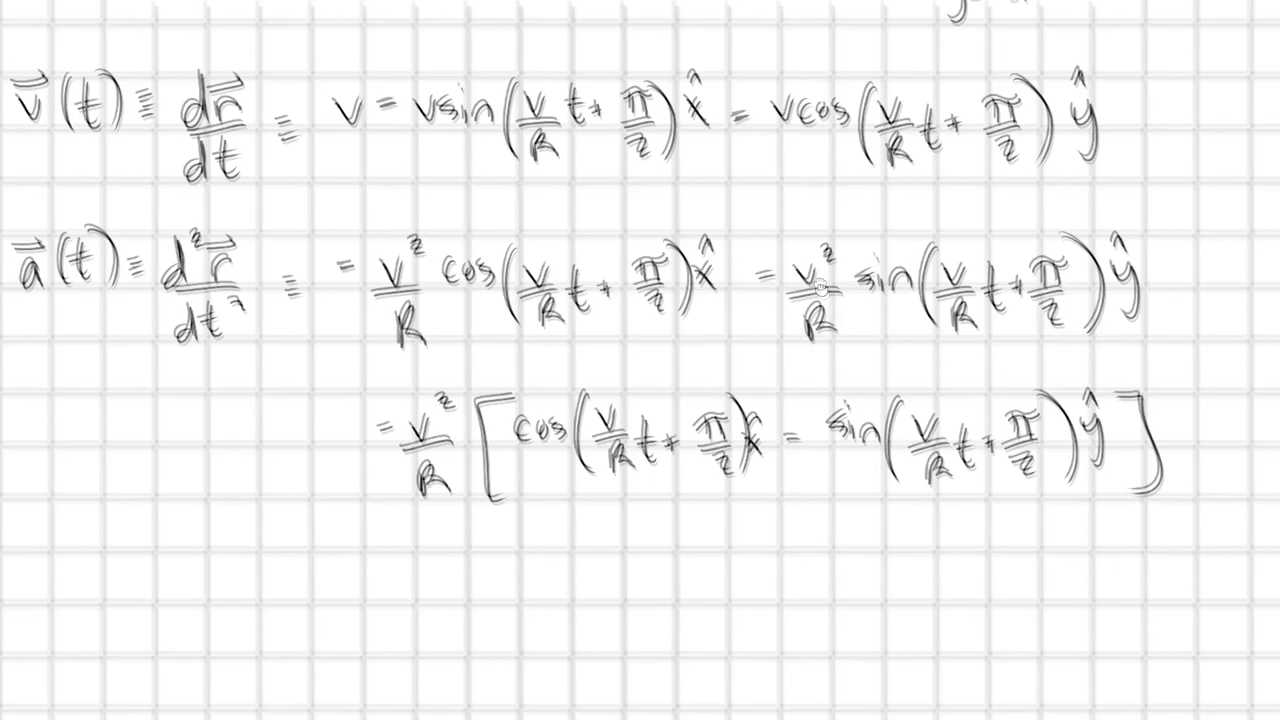 v⃗(t) ≡ dr⃗/dt ≡ v = v sin(v/R t + π/2) x̂ = v cos(v/R t + π/2) ŷ
a⃗(t) ≡ d²r⃗/dt² ≡ = v²/R cos(v/R t + π/2) x̂ = v²/R sin(v/R t + π/2) ŷ
= v²/R [cos(v/R t + π/2) x̂ = sin(v/R t + π/2) ŷ]